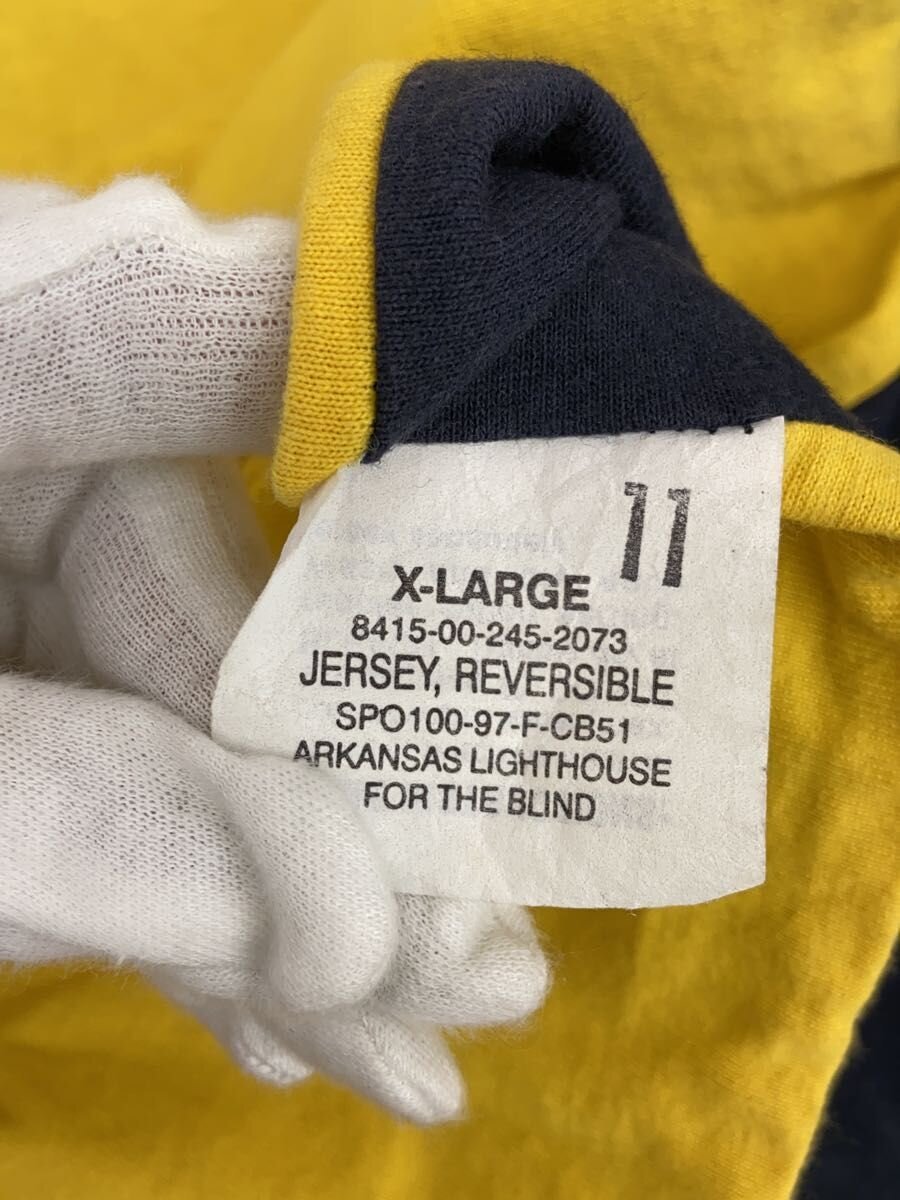 11
X-LARGE
8415-00-245-2073
JERSEY, REVERSIBLE
SPO100-97-F-CB51
ARKANSAS LIGHTHOUSE
FOR THE BLIND